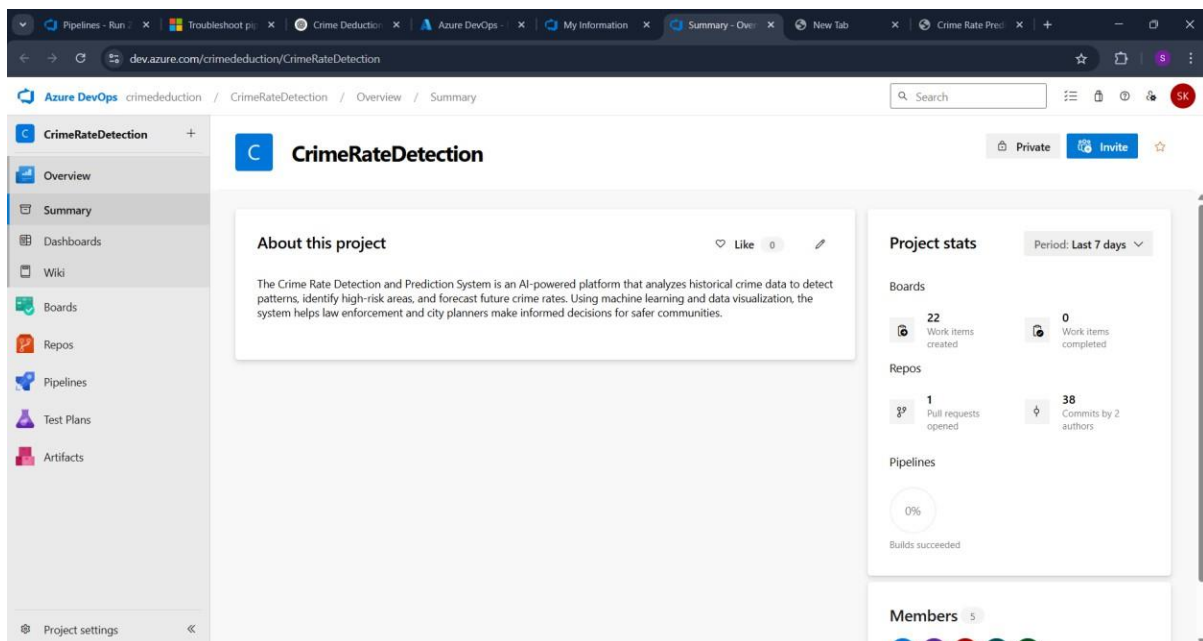 Pipelines - Run 2
Troubleshoot pip
Crime Deduction
Azure DevOps -
My Information
Summary - Over
New Tab
Crime Rate Pred
dev.azure.com/crimededuction/CrimeRateDetection
S
Azure DevOps crimededuction / CrimeRateDetection / Overview / Summary
Search
SK
C CrimeRateDetection +
Overview
Summary
Dashboards
Wiki
Boards
Repos
Pipelines
Test Plans
Artifacts
Project settings
C CrimeRateDetection
Private
Invite
About this project
Like 0
The Crime Rate Detection and Prediction System is an AI-powered platform that analyzes historical crime data to detect
patterns, identify high-risk areas, and forecast future crime rates. Using machine learning and data visualization, the
system helps law enforcement and city planners make informed decisions for safer communities.
Project stats
Period: Last 7 days
Boards
22
Work items
created
0
Work items
completed
Repos
1
Pull requests
opened
38
Commits by 2
authors
Pipelines
0%
Builds succeeded
Members 5